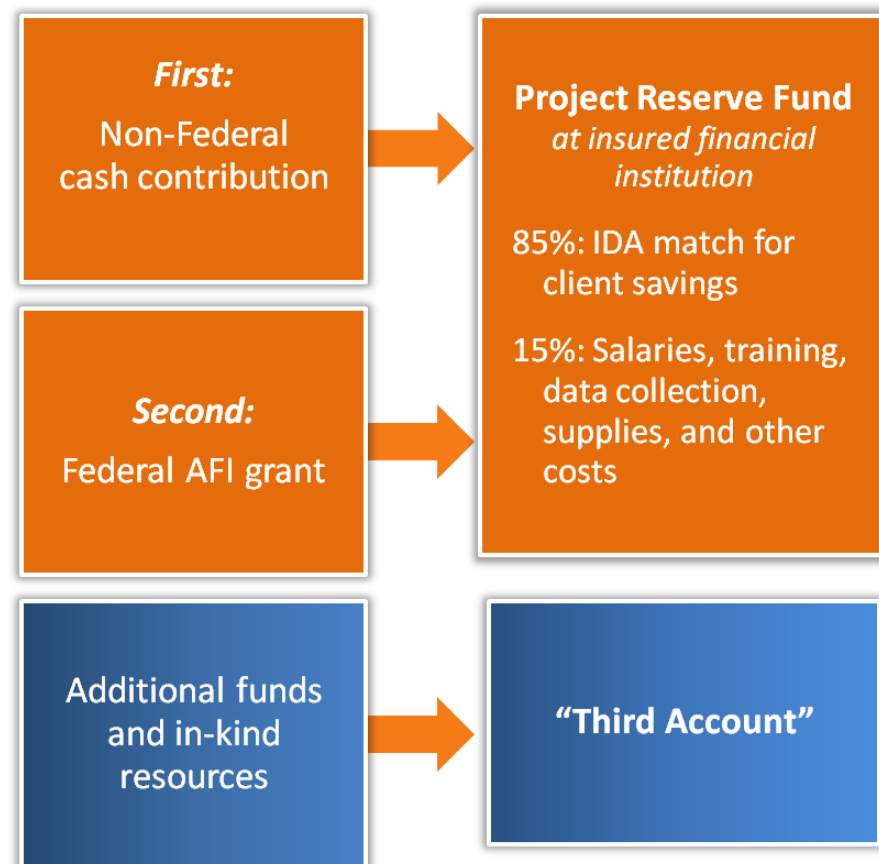 First:
Non-Federal
cash contribution
Project Reserve Fund
at insured financial
institution
85%: IDA match for
client savings
15%: Salaries, training,
data collection,
supplies, and other
costs
Second:
Federal AFI grant
Additional funds
and in-kind
resources
“Third Account”